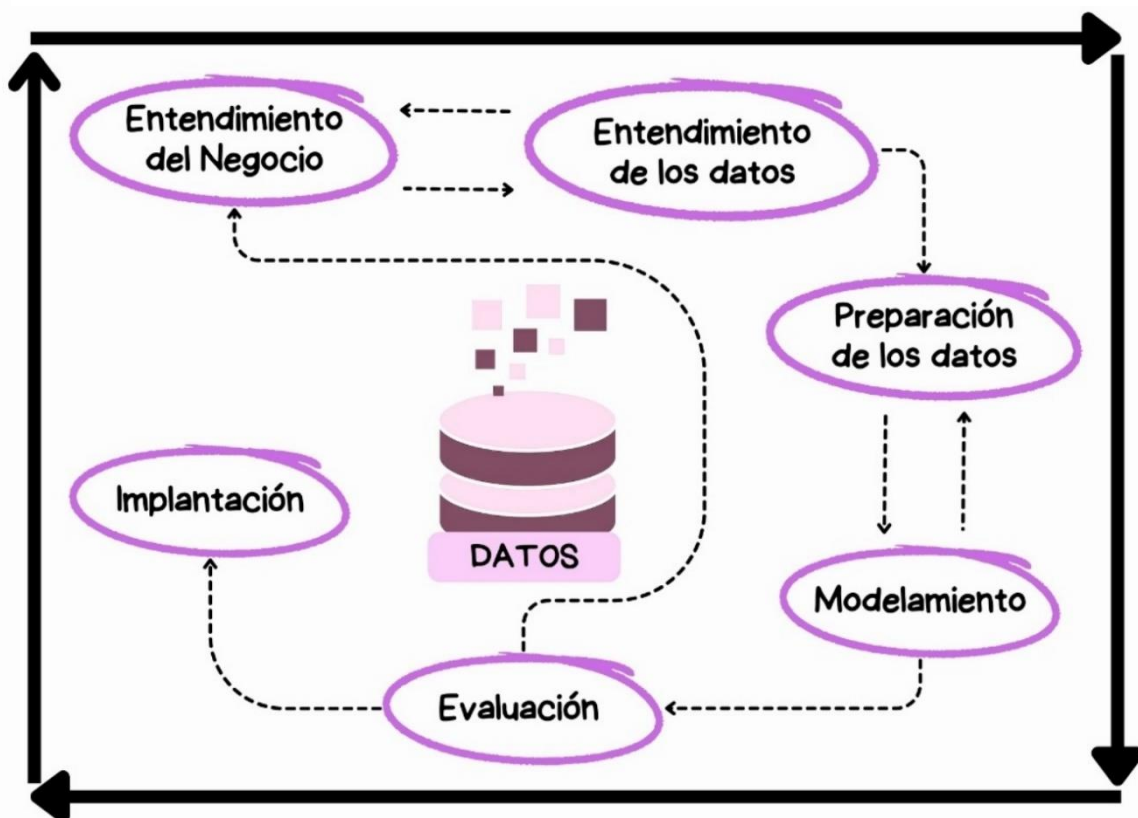 Entendimiento
del Negocio
Entendimiento
de los datos
Preparación
de los datos
Implantación
DATOS
Modelamiento
Evaluación